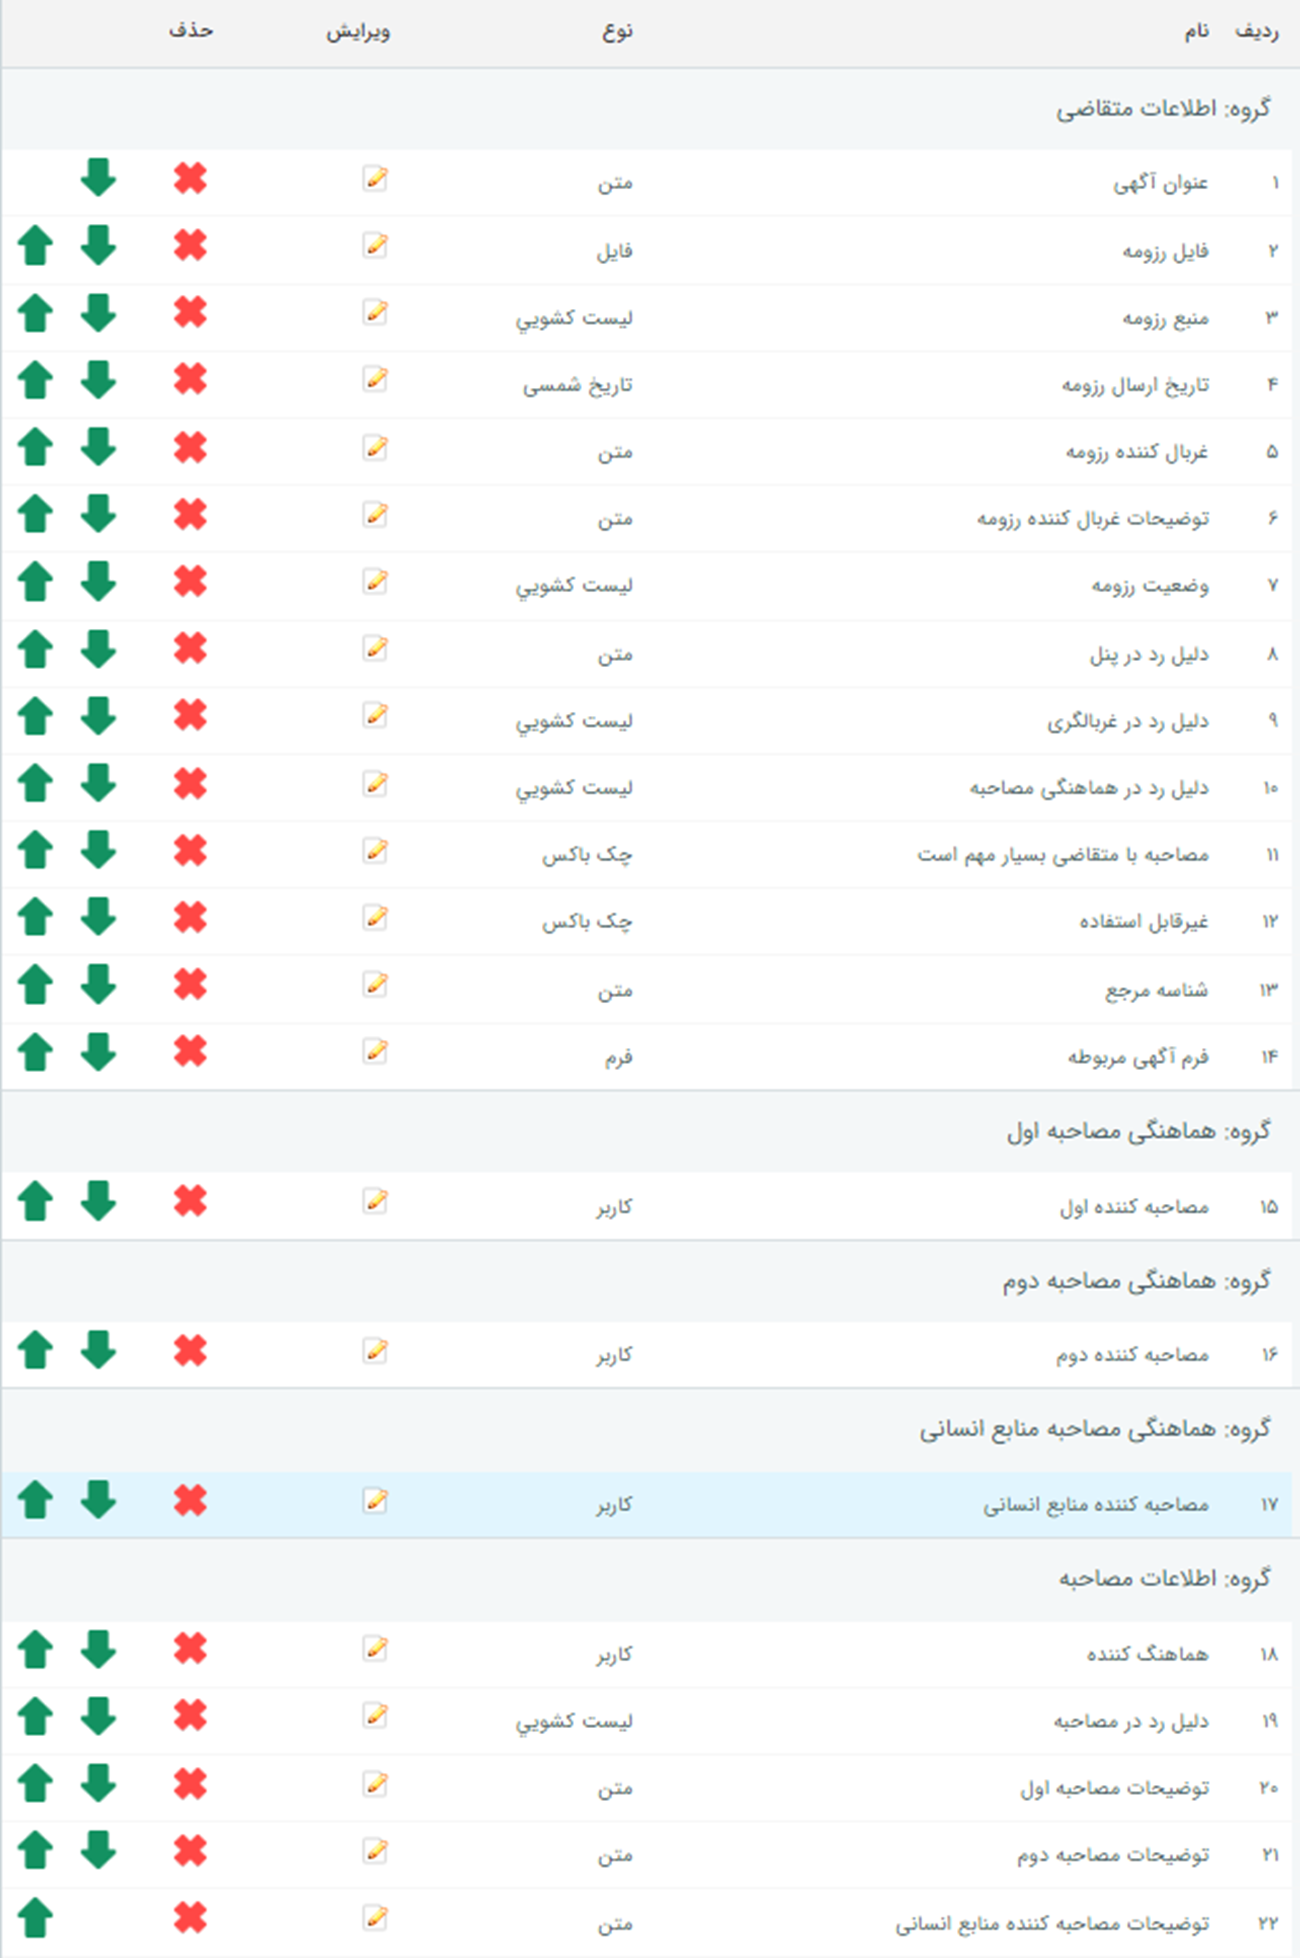 ردیف نام نوع ویرایش حذف
گروه: اطلاعات متقاضی
۱ عنوان آگهی متن
۲ فایل رزومه فایل
۳ منبع رزومه لیست کشويي
۴ تاریخ ارسال رزومه تاریخ شمسی
۵ غربال کننده رزومه متن
۶ توضیحات غربال کننده رزومه متن
۷ وضعیت رزومه لیست کشويي
۸ دلیل رد در پنل متن
۹ دلیل رد در غربالگری لیست کشويي
۱۰ دلیل رد در هماهنگی مصاحبه لیست کشويي
۱۱ مصاحبه با متقاضی بسیار مهم است چک باکس
۱۲ غیرقابل استفاده چک باکس
۱۳ شناسه مرجع متن
۱۴ فرم آگهی مربوطه فرم
گروه: هماهنگی مصاحبه اول
۱۵ مصاحبه کننده اول کاربر
گروه: هماهنگی مصاحبه دوم
۱۶ مصاحبه کننده دوم کاربر
گروه: هماهنگی مصاحبه منابع انسانی
۱۷ مصاحبه کننده منابع انسانی کاربر
گروه: اطلاعات مصاحبه
۱۸ هماهنگ کننده کاربر
۱۹ دلیل رد در مصاحبه لیست کشويي
۲۰ توضیحات مصاحبه اول متن
۲۱ توضیحات مصاحبه دوم متن
۲۲ توضیحات مصاحبه کننده منابع انسانی متن